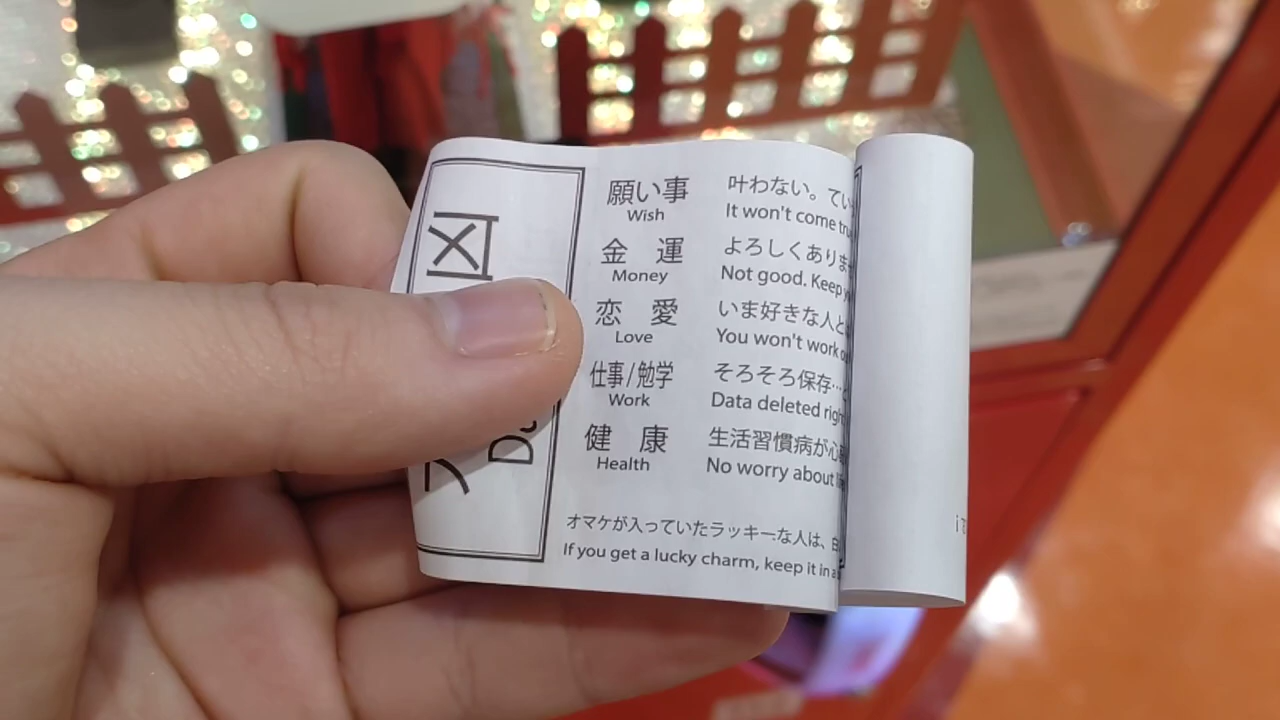 凶
願い事
叶わない。てい
Wish
It won't come
金 運
よろしくありま
Money
Not good. Keep
恋 愛
いま好きな人と
Love
You won't work
仕事/勉学
そろそろ保存…
Work
Data deleted
健 康
生活習慣病が心
Health
No worry about
オマケが入っていたラッキーな人は、
If you get a lucky charm, keep it in a